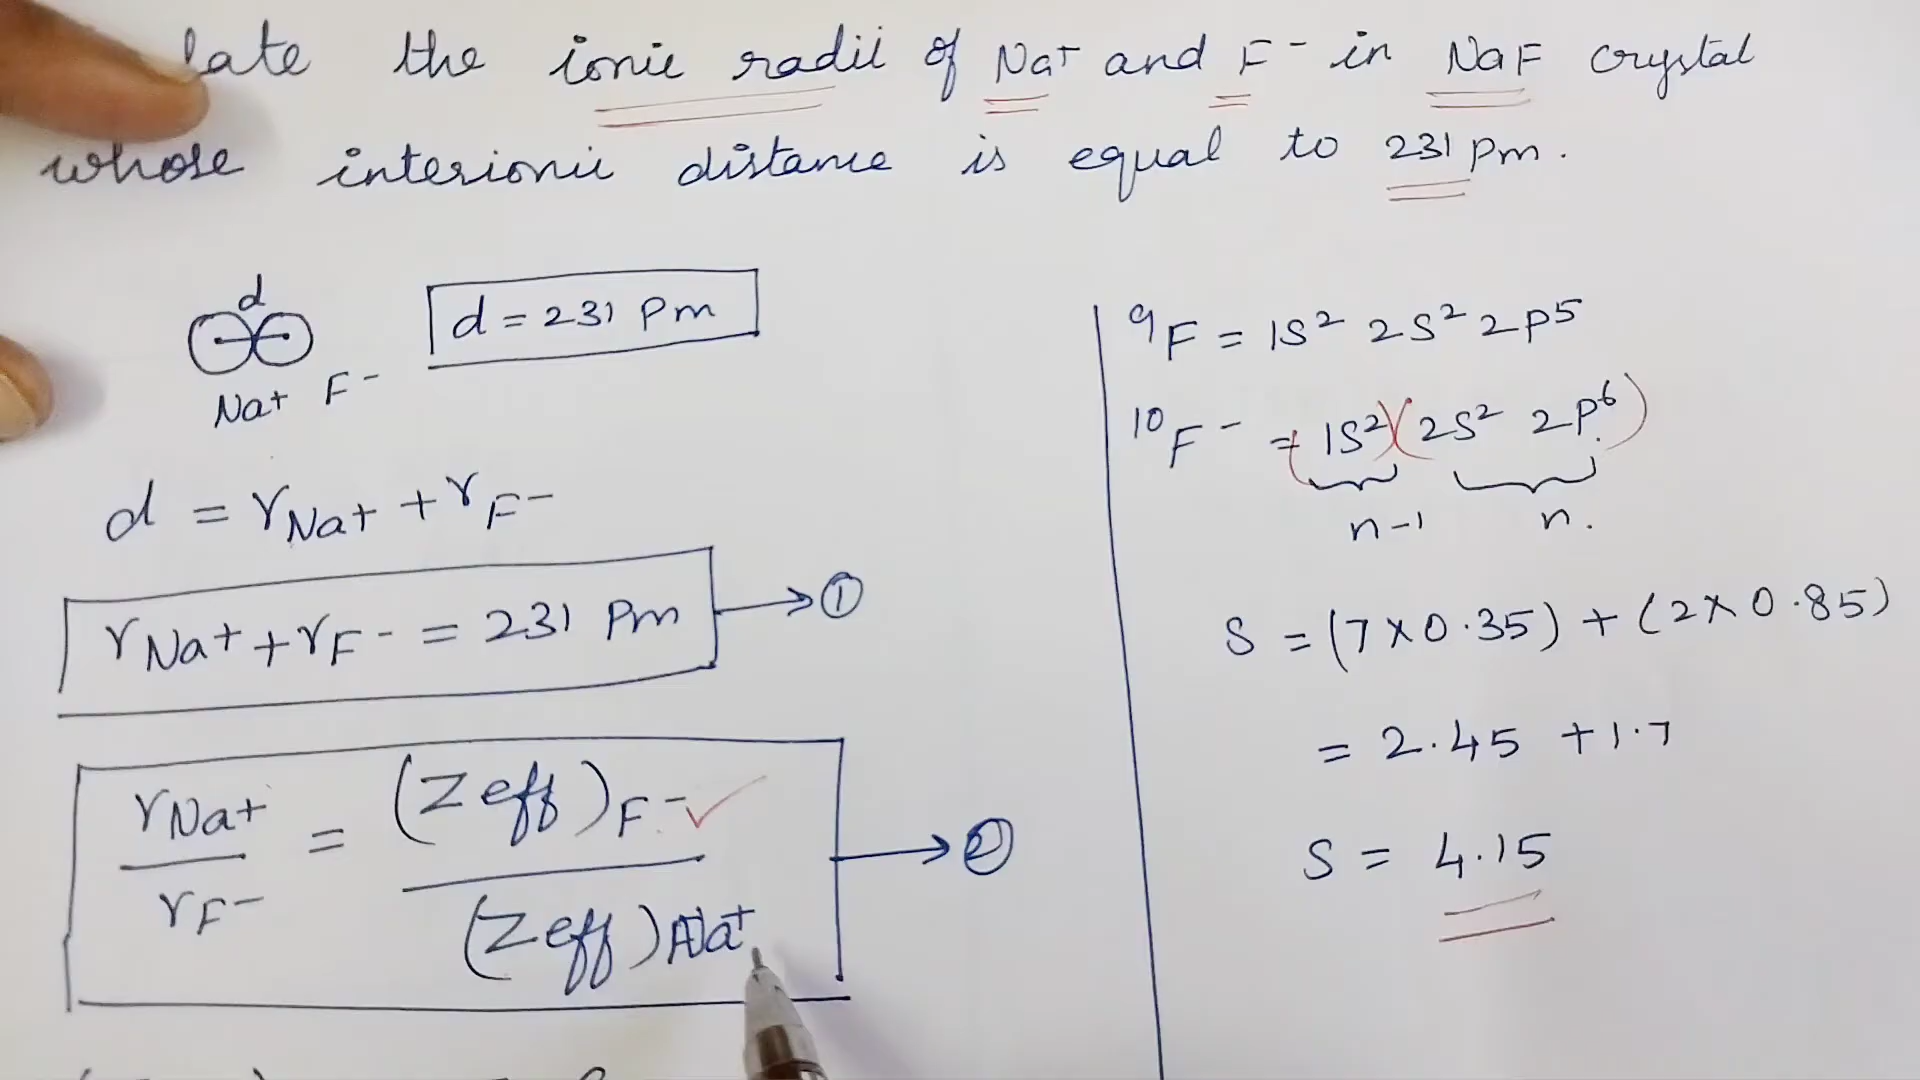 late the ionic radii of Na⁺ and F⁻ in NaF crystal
whose interionic distance is equal to 231 pm.
d
Na⁺ F⁻
d = 231 Pm
d = rNa⁺ + rF⁻
rNa⁺ + rF⁻ = 231 Pm → ①
rNa⁺ / rF⁻ = (Zeff)F⁻ ✓ / (Zeff)Na⁺ → ②
⁹F = 1s² 2s² 2p⁵
¹⁰F⁻ = (1s²)(2s² 2p⁶)
n-1 n.
S = (7×0.35) + (2×0.85)
= 2.45 + 1.7
S = 4.15